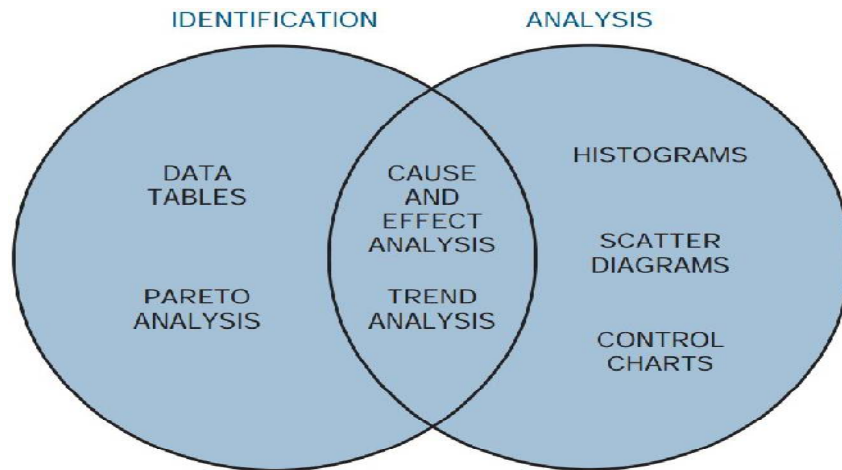 IDENTIFICATION
ANALYSIS
DATA
TABLES
PARETO
ANALYSIS
CAUSE
AND
EFFECT
ANALYSIS
TREND
ANALYSIS
HISTOGRAMS
SCATTER
DIAGRAMS
CONTROL
CHARTS